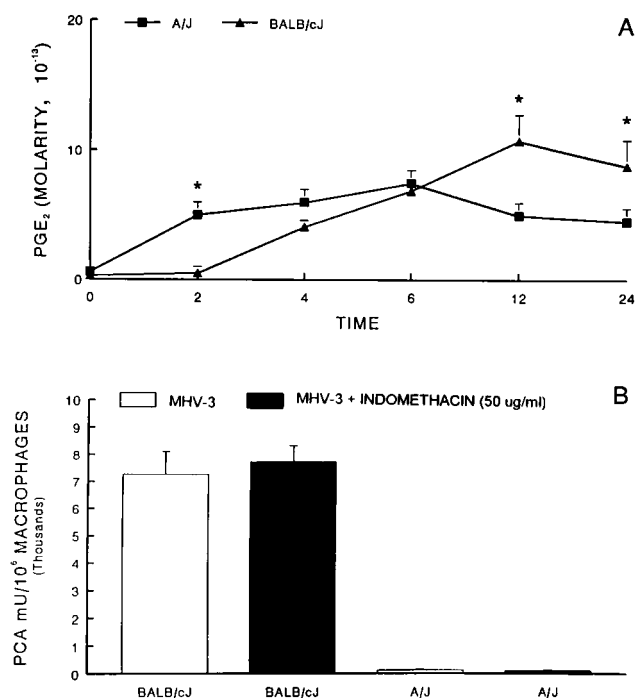 A/J BALB/cJ A
20
10
0
PGE₂ (MOLARITY, 10⁻¹³)
*
*
*
0 2 4 6 12 24
TIME
MHV-3 MHV-3 + INDOMETHACIN (50 ug/ml) B
10
9
8
7
6
5
4
3
2
1
0
PCA mU/10⁶ MACROPHAGES
(Thousands)
BALB/cJ BALB/cJ A/J A/J